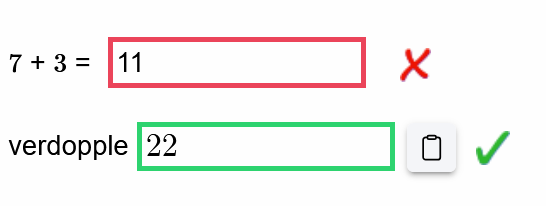 7 + 3 = 11
verdopple 22